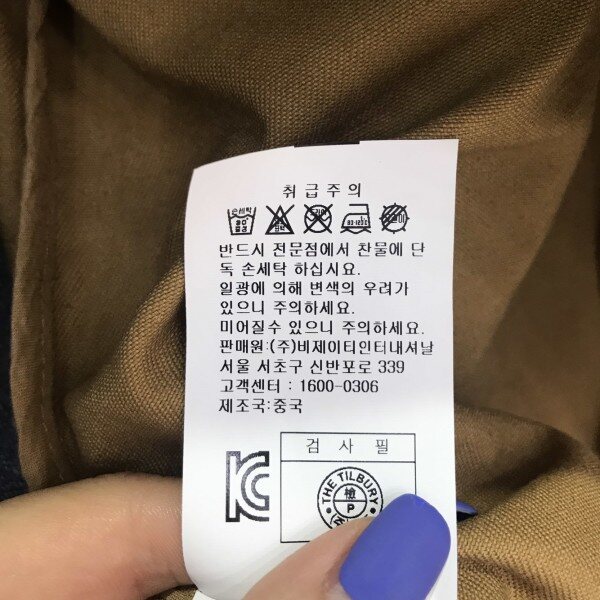 취급주의
손세탁
반드시 전문점에서 찬물에 단
독 손세탁 하십시요.
일광에 의해 변색의 우려가
있으니 주의하세요.
미어질수 있으니 주의하세요.
판매원:(주)비제이티인터내셔날
서울 서초구 신반포로 339
고객센터 : 1600-0306
제조국:중국
검 사 필
THE TILBURY
檢
P